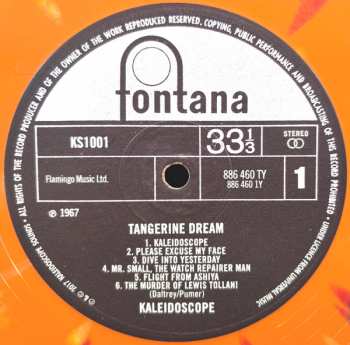 ALL RIGHTS OF THE RECORD PRODUCER AND OF THE OWNER OF THE WORK REPRODUCED RESERVED. COPYING, PUBLIC PERFORMANCE AND BROADCASTING OF THIS RECORD PROHIBITED!
fontana
KS1001
33 1/3
STEREO
886 460 TY
886 460 1Y
1
Flamingo Music Ltd.
℗ 1967
TANGERINE DREAM
1. KALEIDOSCOPE
2. PLEASE EXCUSE MY FACE
3. DIVE INTO YESTERDAY
4. MR. SMALL, THE WATCH REPAIRER MAN
5. FLIGHT FROM ASHIYA
6. THE MURDER OF LEWIS TOLLANI
(Daltrey/Pumer)
KALEIDOSCOPE
℗ & © 2017 KALEIDOSCOPE SOUNDS
UNDER LICENCE FROM UNIVERSAL MUSIC